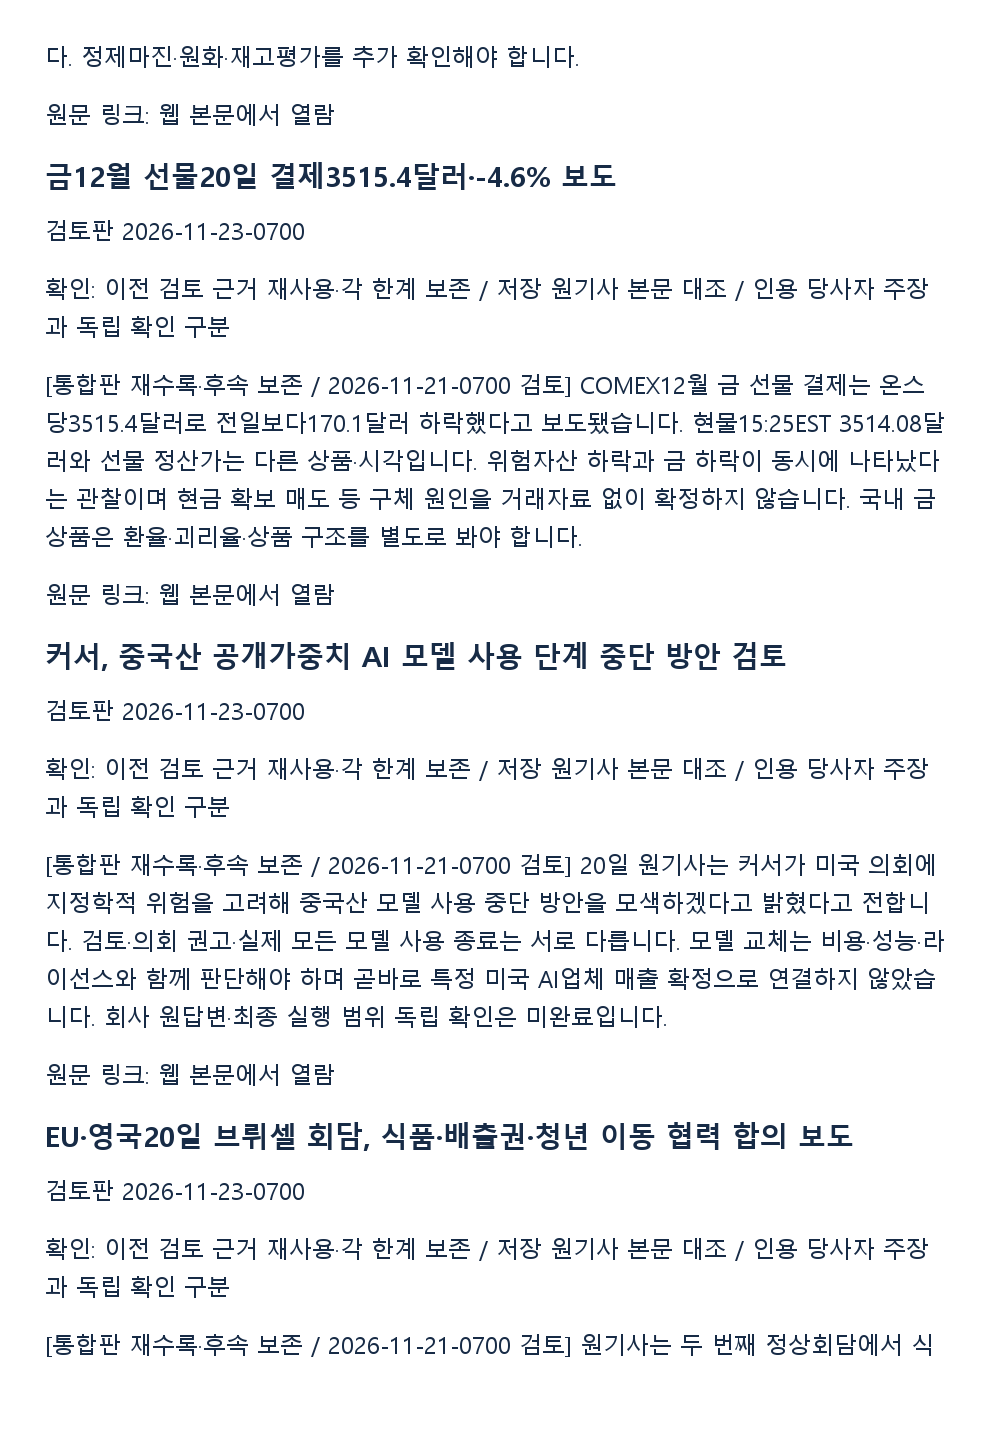 다. 정제마진·원화·재고평가를 추가 확인해야 합니다.
원문 링크: 웹 본문에서 열람
금12월 선물20일 결제3515.4달러·-4.6% 보도
검토판 2026-11-23-0700
확인: 이전 검토 근거 재사용·각 한계 보존 / 저장 원기사 본문 대조 / 인용 당사자 주장
과 독립 확인 구분
[통합판 재수록·후속 보존 / 2026-11-21-0700 검토] COMEX12월 금 선물 결제는 온스
당3515.4달러로 전일보다170.1달러 하락했다고 보도됐습니다. 현물15:25EST 3514.08달
러와 선물 정산가는 다른 상품·시각입니다. 위험자산 하락과 금 하락이 동시에 나타났다
는 관찰이며 현금 확보 매도 등 구체 원인을 거래자료 없이 확정하지 않습니다. 국내 금
상품은 환율·괴리율·상품 구조를 별도로 봐야 합니다.
원문 링크: 웹 본문에서 열람
커서, 중국산 공개가중치 AI 모델 사용 단계 중단 방안 검토
검토판 2026-11-23-0700
확인: 이전 검토 근거 재사용·각 한계 보존 / 저장 원기사 본문 대조 / 인용 당사자 주장
과 독립 확인 구분
[통합판 재수록·후속 보존 / 2026-11-21-0700 검토] 20일 원기사는 커서가 미국 의회에
지정학적 위험을 고려해 중국산 모델 사용 중단 방안을 모색하겠다고 밝혔다고 전합니
다. 검토·의회 권고·실제 모든 모델 사용 종료는 서로 다릅니다. 모델 교체는 비용·성능·라
이선스와 함께 판단해야 하며 곧바로 특정 미국 AI업체 매출 확정으로 연결하지 않았습
니다. 회사 원답변·최종 실행 범위 독립 확인은 미완료입니다.
원문 링크: 웹 본문에서 열람
EU·영국20일 브뤼셀 회담, 식품·배출권·청년 이동 협력 합의 보도
검토판 2026-11-23-0700
확인: 이전 검토 근거 재사용·각 한계 보존 / 저장 원기사 본문 대조 / 인용 당사자 주장
과 독립 확인 구분
[통합판 재수록·후속 보존 / 2026-11-21-0700 검토] 원기사는 두 번째 정상회담에서 식